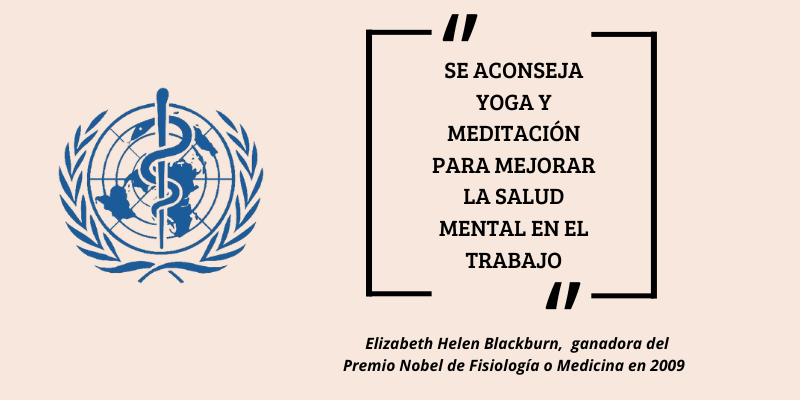 "
SE ACONSEJA
YOGA Y
MEDITACIÓN
PARA MEJORAR
LA SALUD
MENTAL EN EL
TRABAJO
"
Elizabeth Helen Blackburn,  ganadora del
Premio Nobel de Fisiología o Medicina en 2009